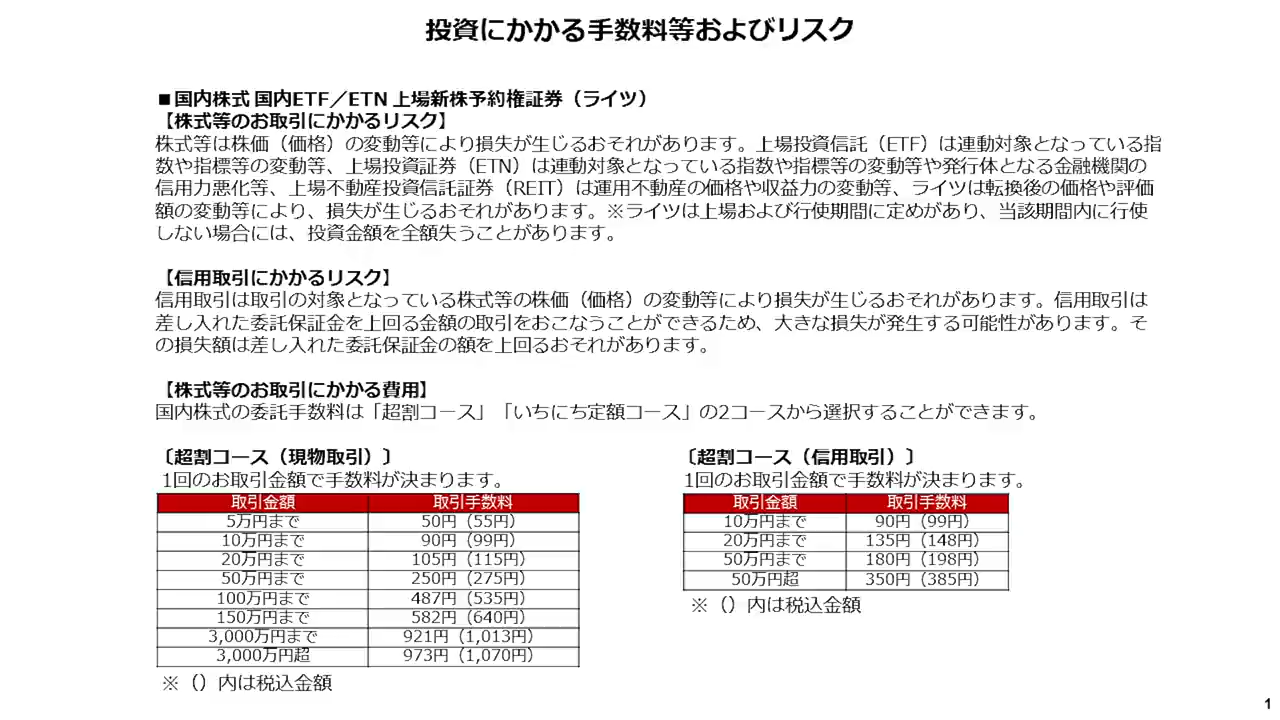 投資にかかる手数料等およびリスク
■国内株式 国内ETF／ETN 上場新株予約権証券（ライツ）
【株式等のお取引にかかるリスク】
株式等は株価（価格）の変動等により損失が生じるおそれがあります。上場投資信託（ETF）は連動対象となっている指
数や指標等の変動等、上場投資証券（ETN）は連動対象となっている指数や指標等の変動等や発行体となる金融機関の
信用力悪化等、上場不動産投資信託証券（REIT）は運用不動産の価格や収益力の変動等、ライツは転換後の価格や評価
額の変動等により、損失が生じるおそれがあります。※ライツは上場および行使期間に定めがあり、当該期間内に行使
しない場合には、投資金額を全額失うことがあります。
【信用取引にかかるリスク】
信用取引は取引の対象となっている株式等の株価（価格）の変動等により損失が生じるおそれがあります。信用取引は
差し入れた委託保証金を上回る金額の取引をおこなうことができるため、大きな損失が発生する可能性があります。そ
の損失額は差し入れた委託保証金の額を上回るおそれがあります。
【株式等のお取引にかかる費用】
国内株式の委託手数料は「超割コース」「いちにち定額コース」の2コースから選択することができます。
〔超割コース（現物取引）〕
1回のお取引金額で手数料が決まります。
取引金額 取引手数料
5万円まで 50円（55円）
10万円まで 90円（99円）
20万円まで 105円（115円）
50万円まで 250円（275円）
100万円まで 487円（535円）
150万円まで 582円（640円）
3,000万円まで 921円（1,013円）
3,000万円超 973円（1,070円）
※（）内は税込金額
〔超割コース（信用取引）〕
1回のお取引金額で手数料が決まります。
取引金額 取引手数料
10万円まで 90円（99円）
20万円まで 135円（148円）
50万円まで 180円（198円）
50万円超 350円（385円）
※（）内は税込金額
1